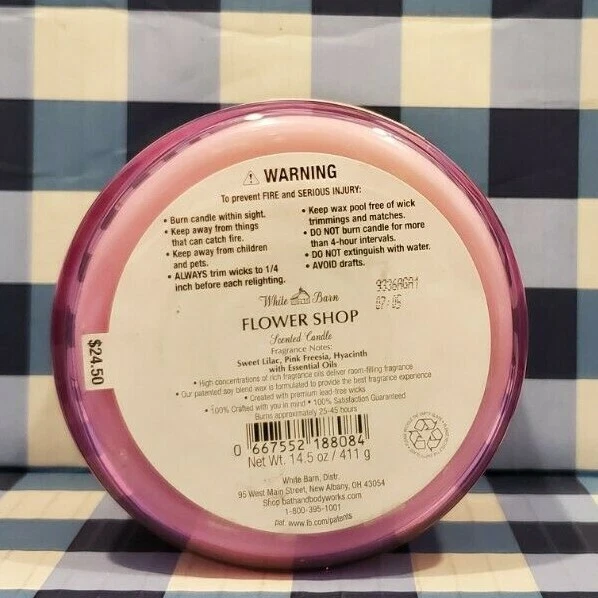 ⚠ WARNING
To prevent FIRE and SERIOUS INJURY:
• Burn candle within sight.
• Keep away from things
that can catch fire.
• Keep away from children
and pets.
• ALWAYS trim wicks to 1/4
inch before each relighting.
• Keep wax pool free of wick
trimmings and matches.
• DO NOT burn candle for more
than 4-hour intervals.
• DO NOT extinguish with water.
• AVOID drafts.
9336AGA1
07:05
White Barn
FLOWER SHOP
Scented Candle
Fragrance Notes:
Sweet Lilac, Pink Freesia, Hyacinth
with Essential Oils
• High concentrations of rich fragrance oils deliver room-filling fragrance
• Our patented soy blend wax is formulated to provide the best fragrance experience
• Created with premium lead-free wicks
• 100% Crafted with you in mind • 100% Satisfaction Guaranteed
Burns approximately 25-45 hours
$24.50
0 667552 188084
Net Wt. 14.5 oz / 411 g
White Barn, Distr.
95 West Main Street, New Albany, OH 43054
Shop bathandbodyworks.com
1-800-395-1001
pat. www.lb.com/patents